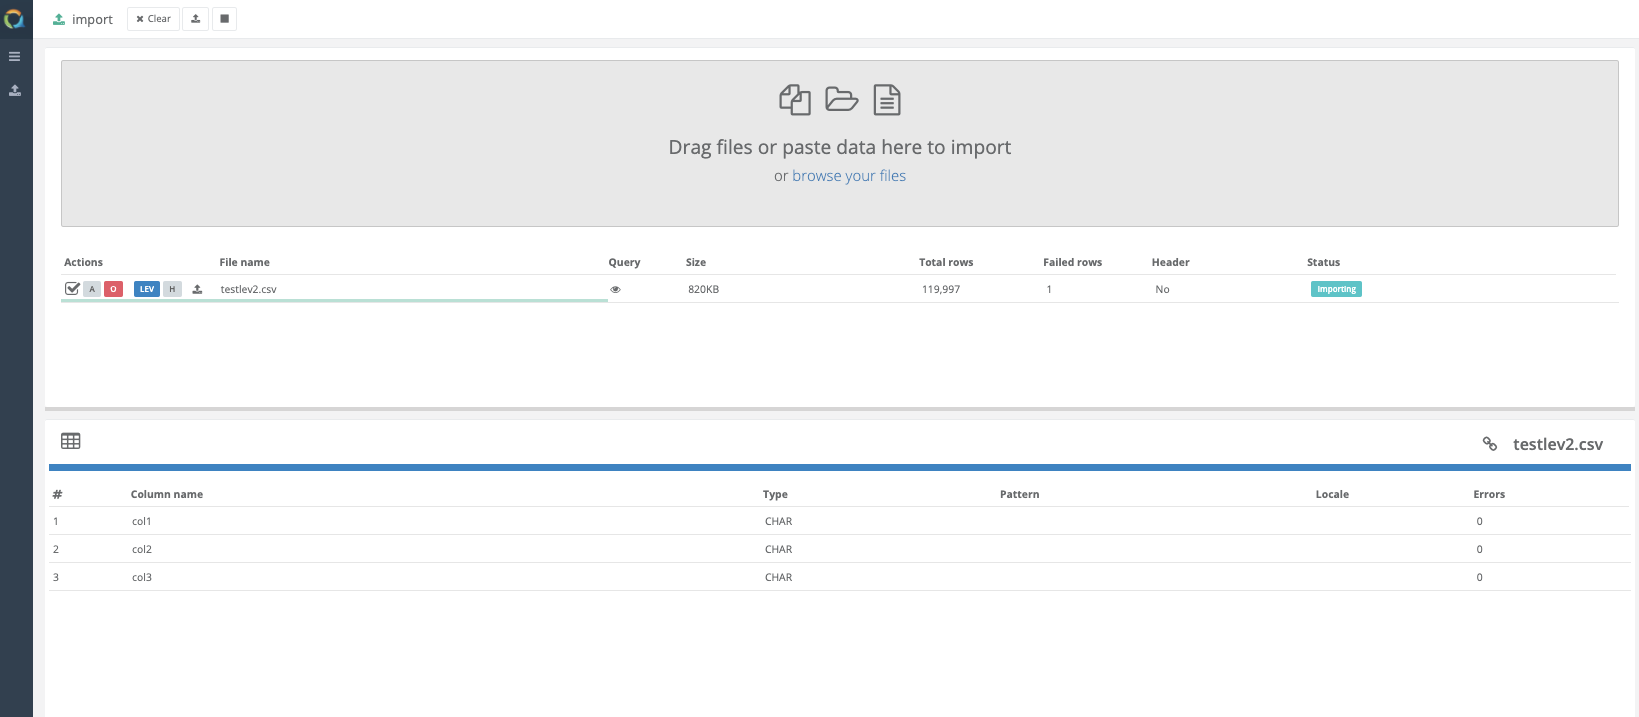 import Clear
Drag files or paste data here to import
or browse your files
Actions File name Query Size Total rows Failed rows Header Status
A O LEV H testlev2.csv 820KB 119,997 1 No Importing
testlev2.csv
# Column name Type Pattern Locale Errors
1 col1 CHAR 0
2 col2 CHAR 0
3 col3 CHAR 0